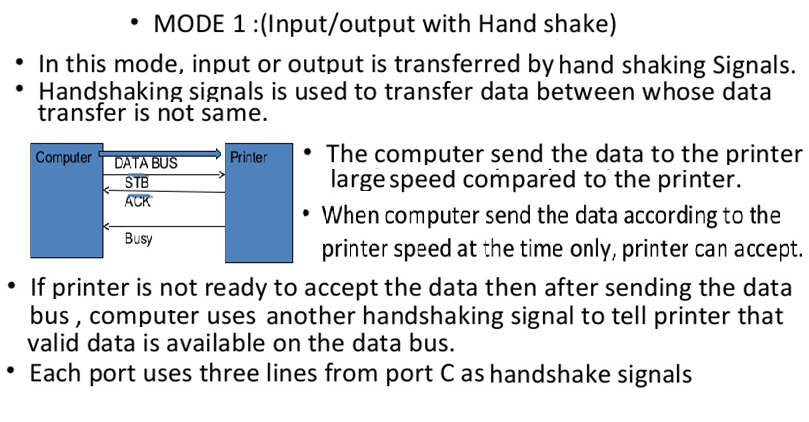 • MODE 1 :(Input/output with Hand shake)
• In this mode, input or output is transferred by hand shaking Signals.
• Handshaking signals is used to transfer data between whose data
transfer is not same.
Computer
DATA BUS
STB
ACK
Busy
Printer
• The computer send the data to the printer
large speed compared to the printer.
• When computer send the data according to the
printer speed at the time only, printer can accept.
• If printer is not ready to accept the data then after sending the data
bus , computer uses another handshaking signal to tell printer that
valid data is available on the data bus.
• Each port uses three lines from port C as handshake signals